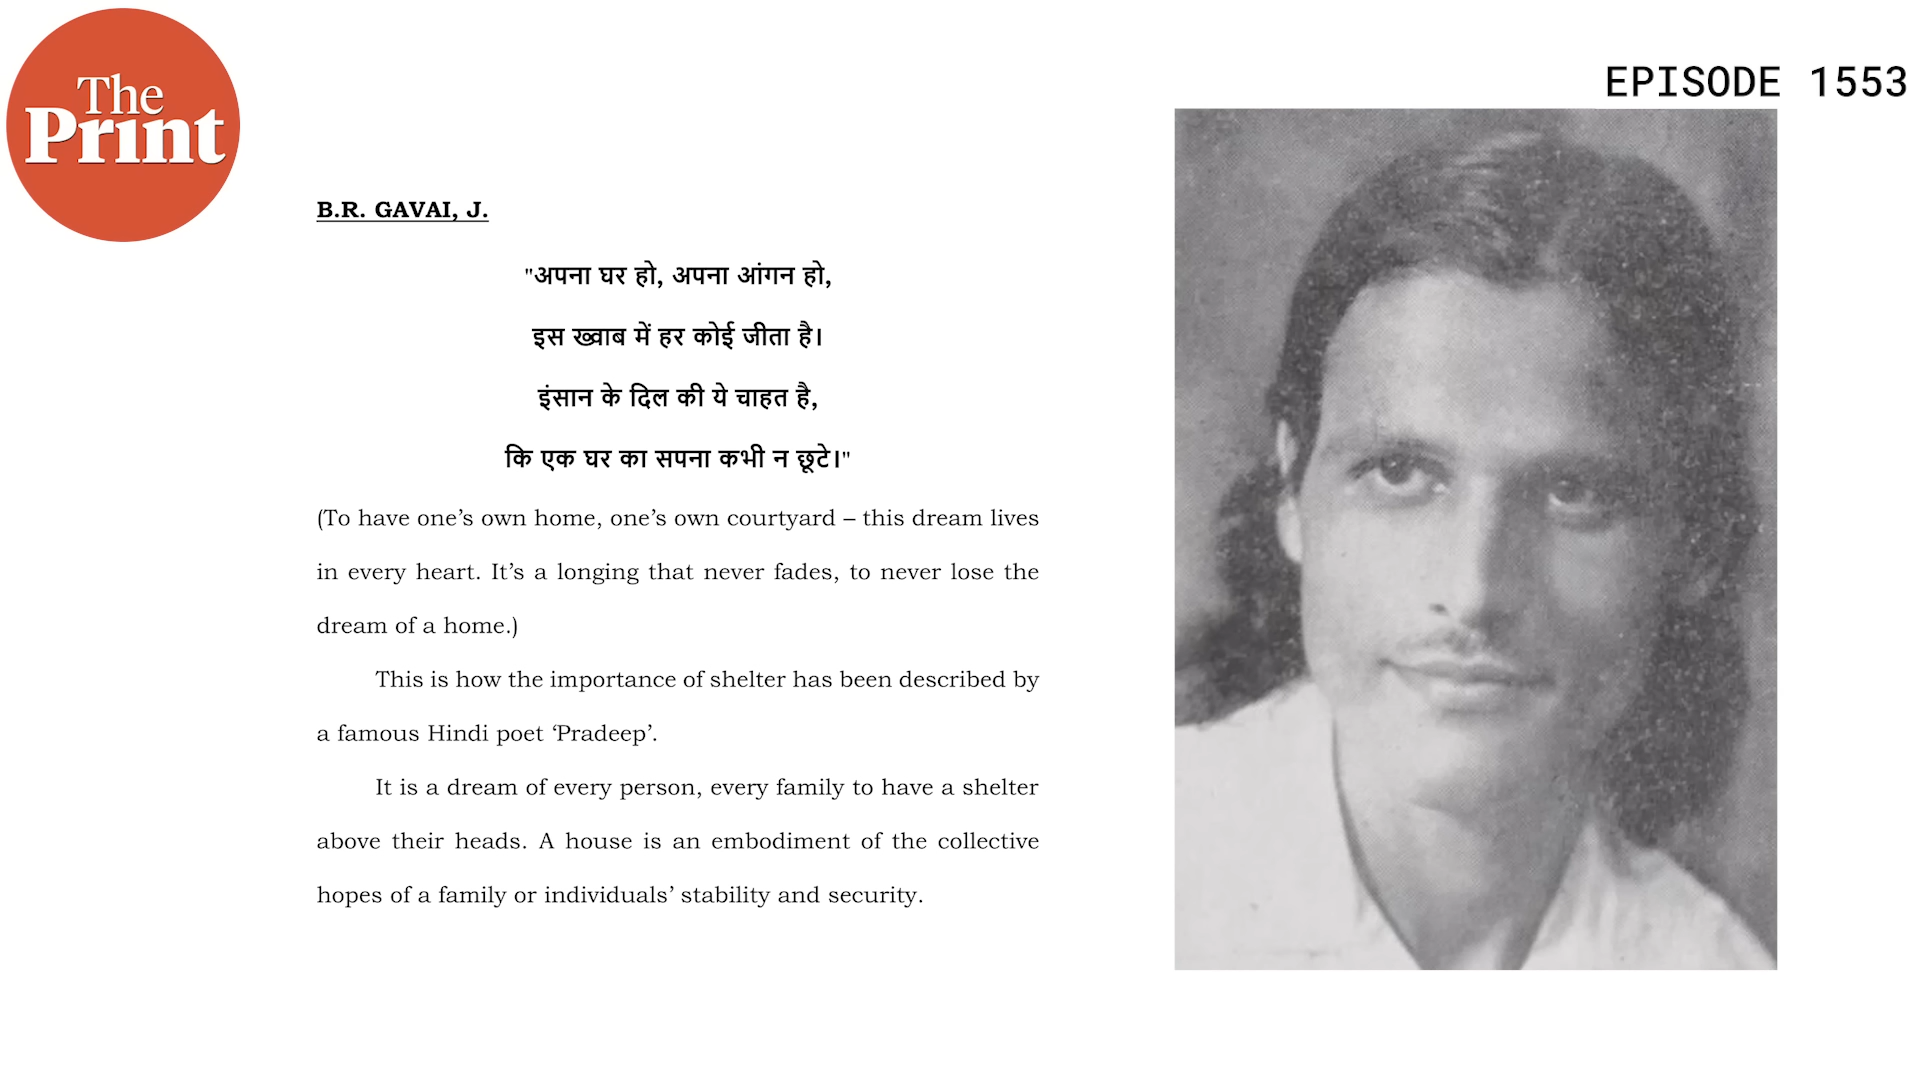 The
Print
EPISODE 1553
B.R. GAVAI, J.
"अपना घर हो, अपना आंगन हो,
इस ख्वाब में हर कोई जीता है।
इंसान के दिल की ये चाहत है,
कि एक घर का सपना कभी न छूटे।"
(To have one’s own home, one’s own courtyard – this dream lives
in every heart. It’s a longing that never fades, to never lose the
dream of a home.)
This is how the importance of shelter has been described by
a famous Hindi poet ‘Pradeep’.
It is a dream of every person, every family to have a shelter
above their heads. A house is an embodiment of the collective
hopes of a family or individuals’ stability and security.